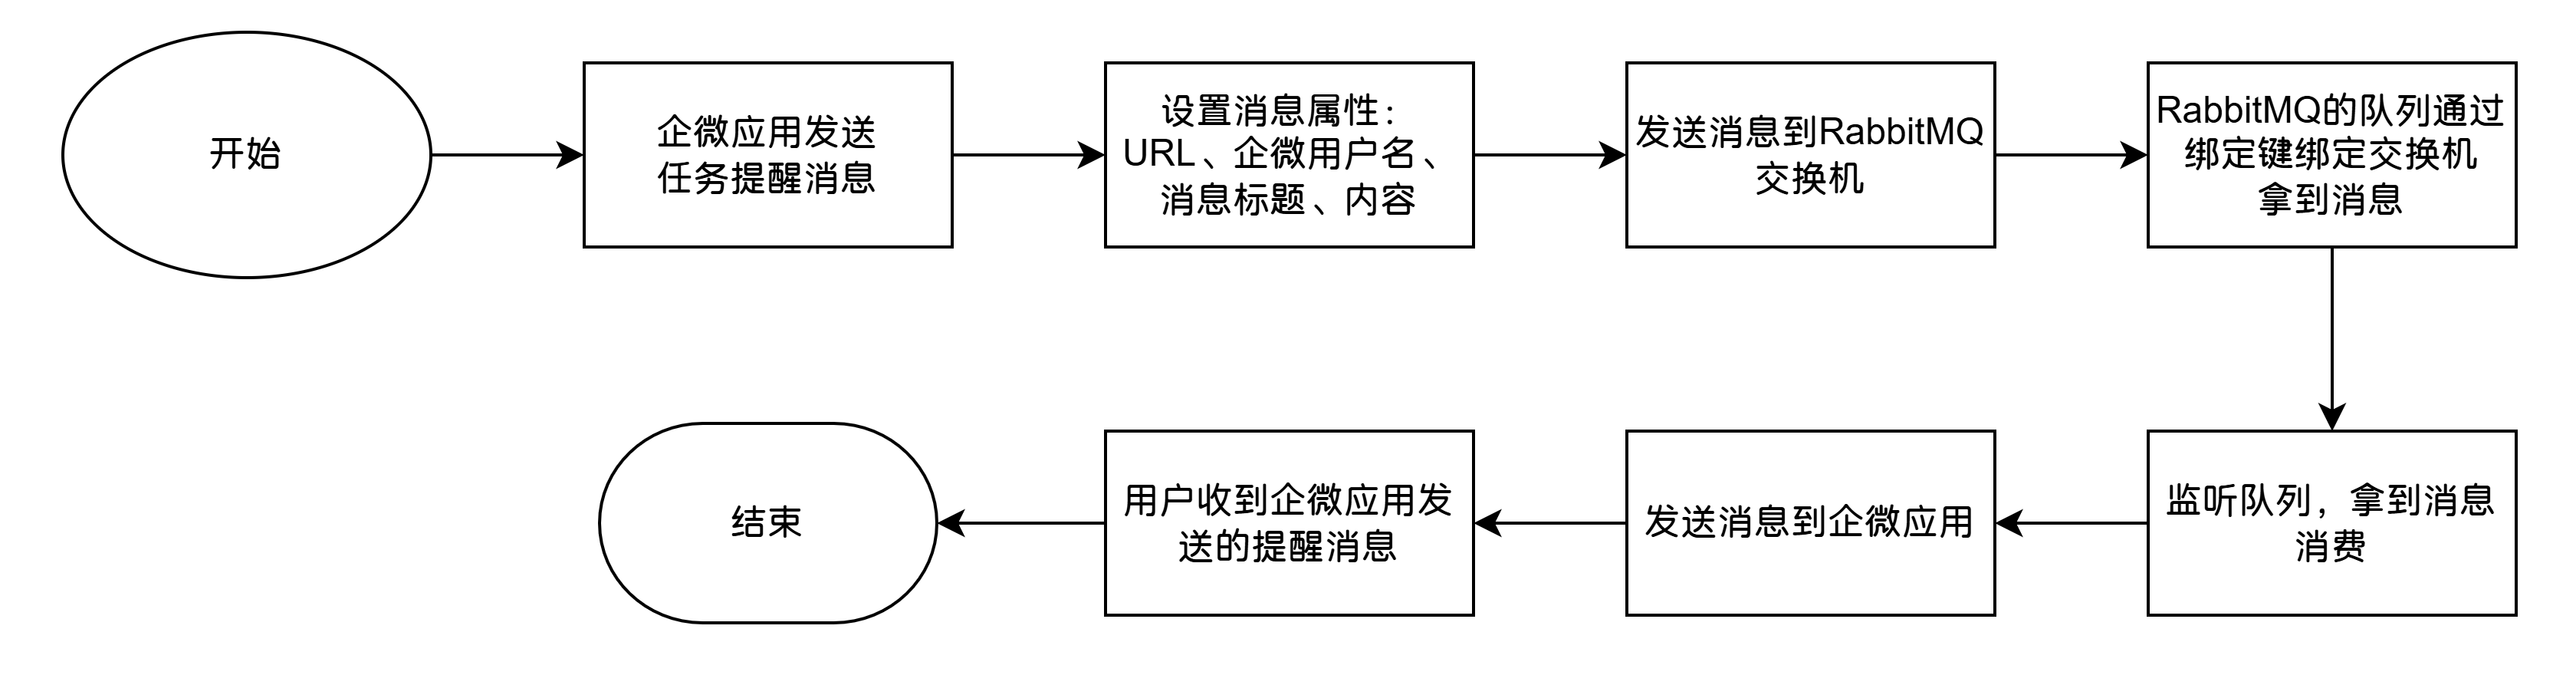 开始
企微应用发送
任务提醒消息
设置消息属性：
URL、企微用户名、
消息标题、内容
发送消息到RabbitMQ
交换机
RabbitMQ的队列通过
绑定键绑定交换机
拿到消息
监听队列，拿到消息
消费
发送消息到企微应用
用户收到企微应用发
送的提醒消息
结束